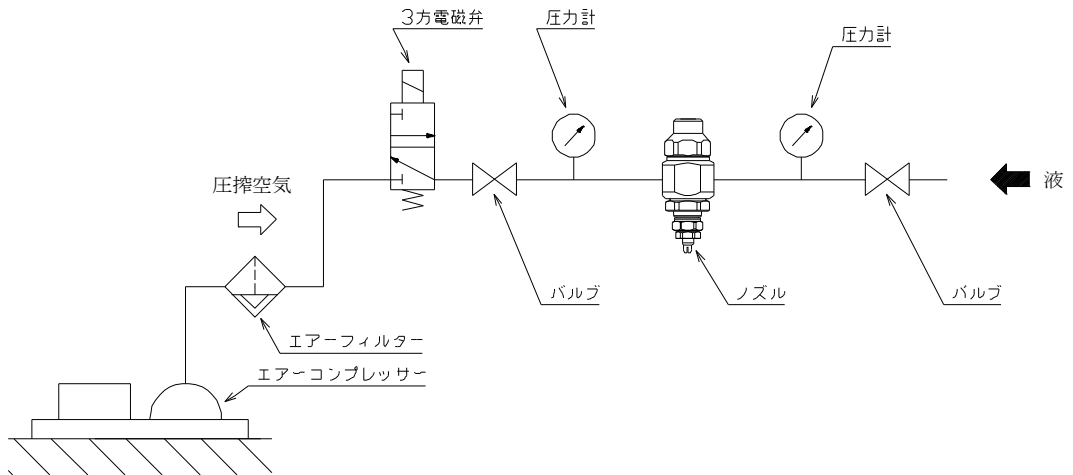 3方電磁弁
圧力計
圧力計
圧搾空気
液
バルブ
ノズル
バルブ
エアーフィルター
エアーコンプレッサー